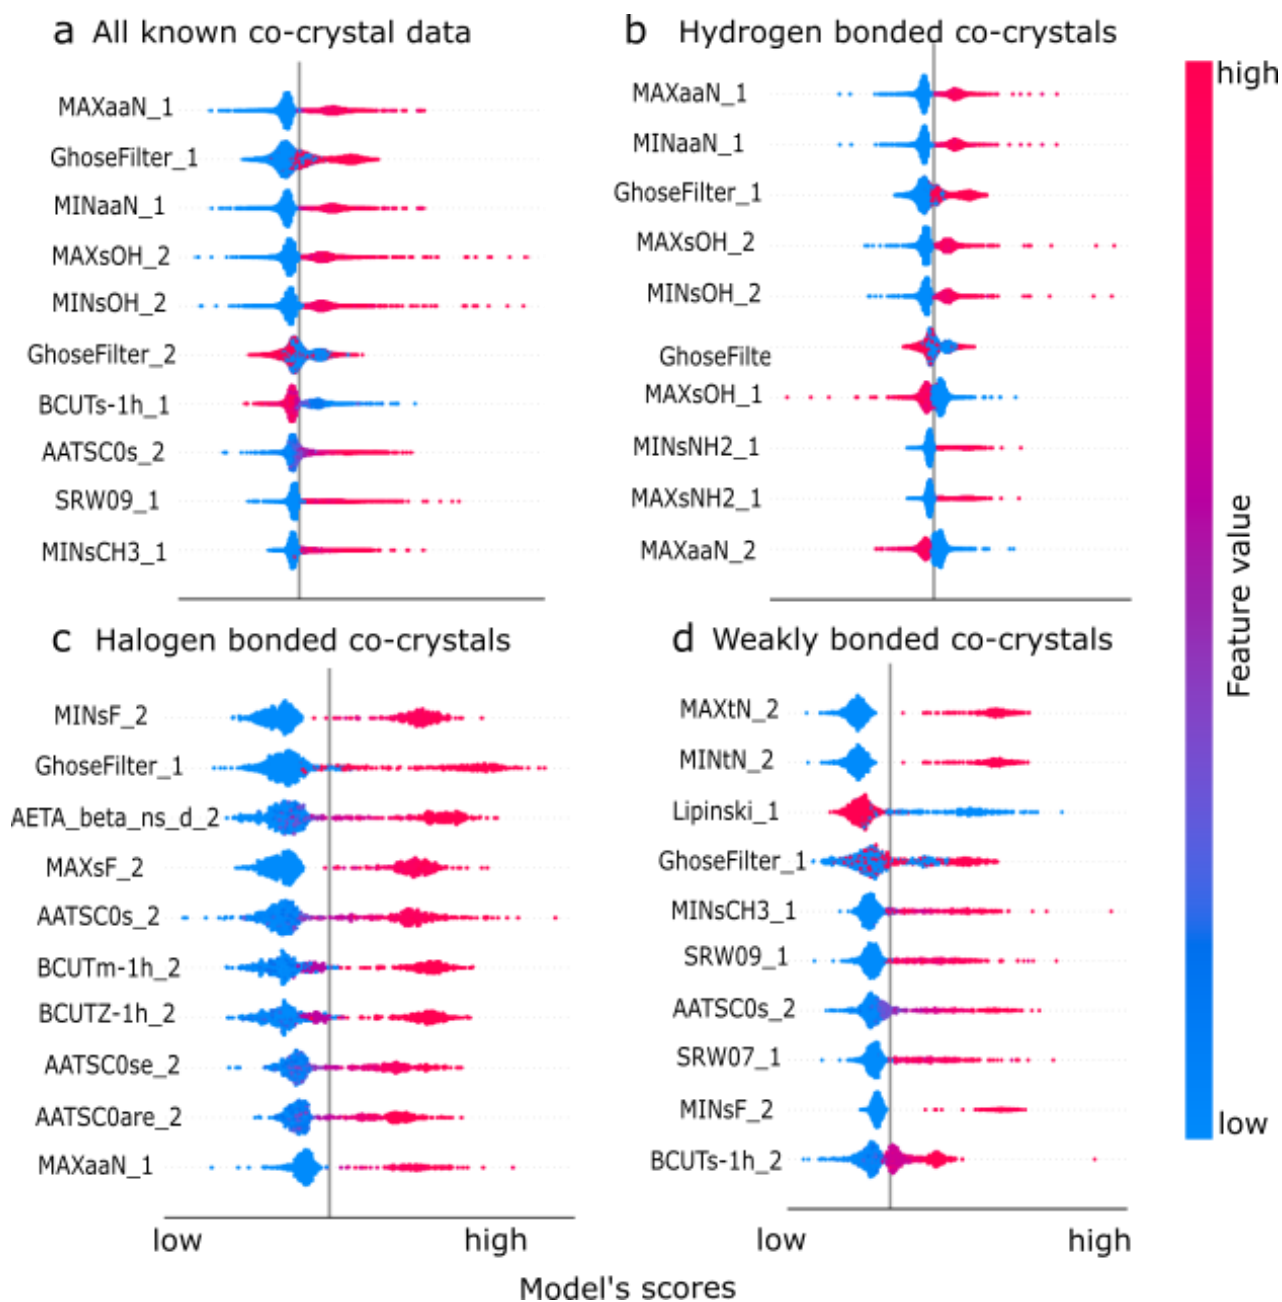 a All known co-crystal data
MAXaaN_1
GhoseFilter_1
MINaaN_1
MAXsOH_2
MINsOH_2
GhoseFilter_2
BCUTs-1h_1
AATSC0s_2
SRW09_1
MINsCH3_1
b Hydrogen bonded co-crystals
MAXaaN_1
MINaaN_1
GhoseFilter_1
MAXsOH_2
MINsOH_2
GhoseFilte
MAXsOH_1
MINsNH2_1
MAXsNH2_1
MAXaaN_2
c Halogen bonded co-crystals
MINsF_2
GhoseFilter_1
AETA_beta_ns_d_2
MAXsF_2
AATSC0s_2
BCUTm-1h_2
BCUTZ-1h_2
AATSC0se_2
AATSC0are_2
MAXaaN_1
low high
d Weakly bonded co-crystals
MAXtN_2
MINtN_2
Lipinski_1
GhoseFilter_1
MINsCH3_1
SRW09_1
AATSC0s_2
SRW07_1
MINsF_2
BCUTs-1h_2
low high
Model's scores
high
Feature value
low